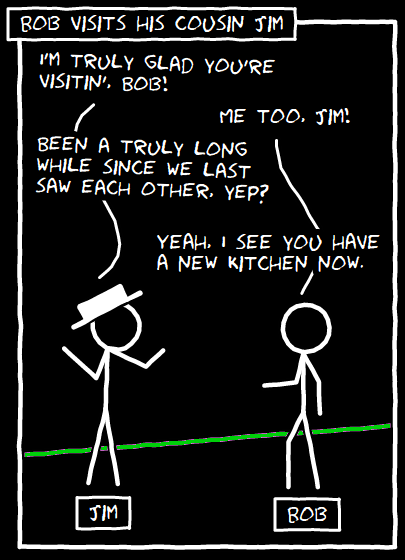 BOB VISITS HIS COUSIN JIM
I'M TRULY GLAD YOU'RE
VISITIN', BOB!
ME TOO, JIM!
BEEN A TRULY LONG
WHILE SINCE WE LAST
SAW EACH OTHER, YEP?
YEAH, I SEE YOU HAVE
A NEW KITCHEN NOW.
JIM
BOB